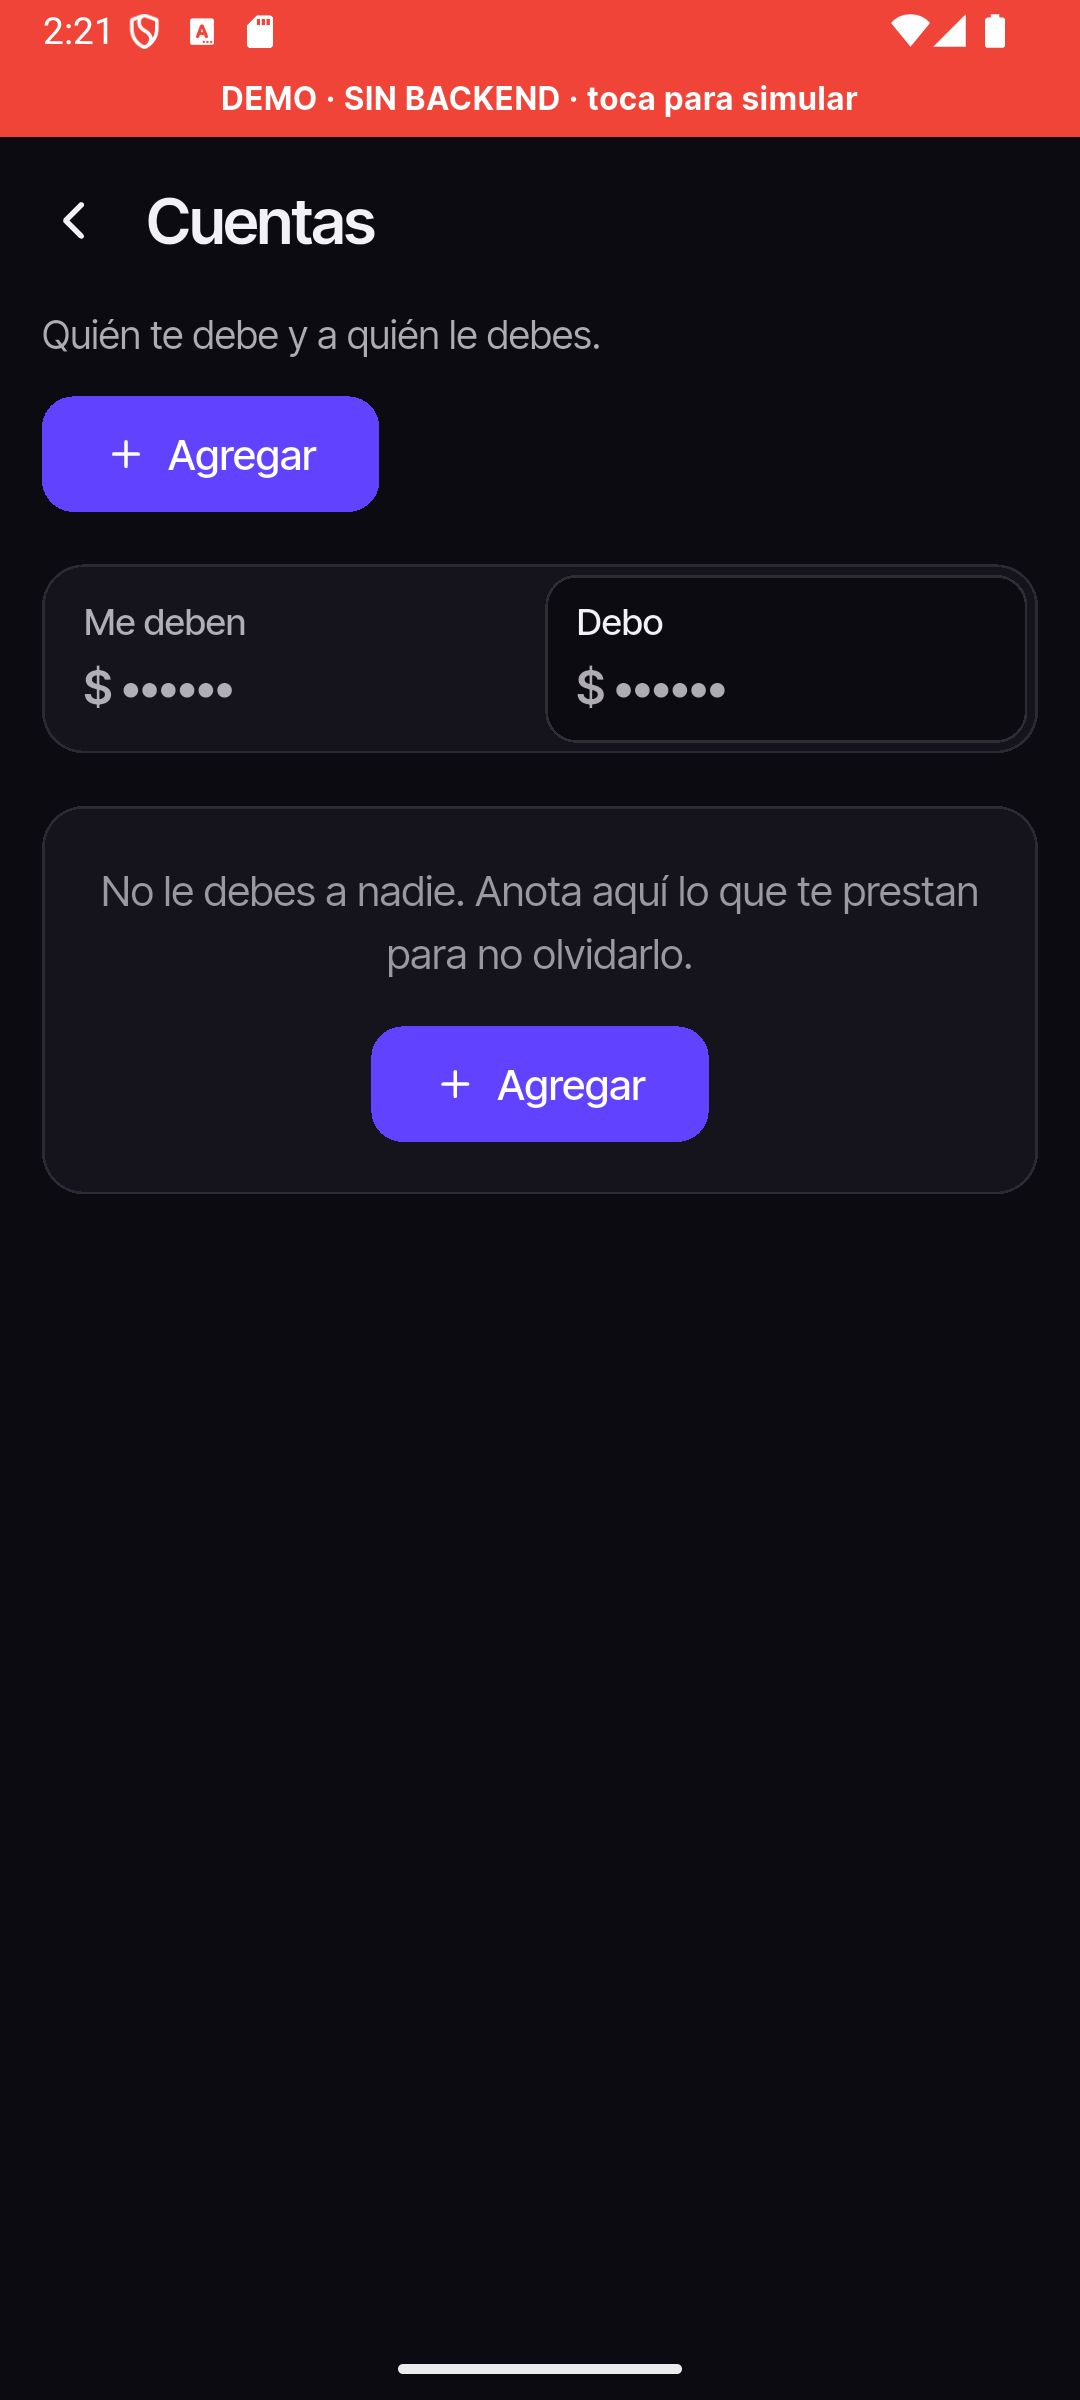 2:21
DEMO · SIN BACKEND · toca para simular
Cuentas
Quién te debe y a quién le debes.
+ Agregar
Me deben
Debo
$ ••••••
$ ••••••
No le debes a nadie. Anota aquí lo que te prestan
para no olvidarlo.
+ Agregar